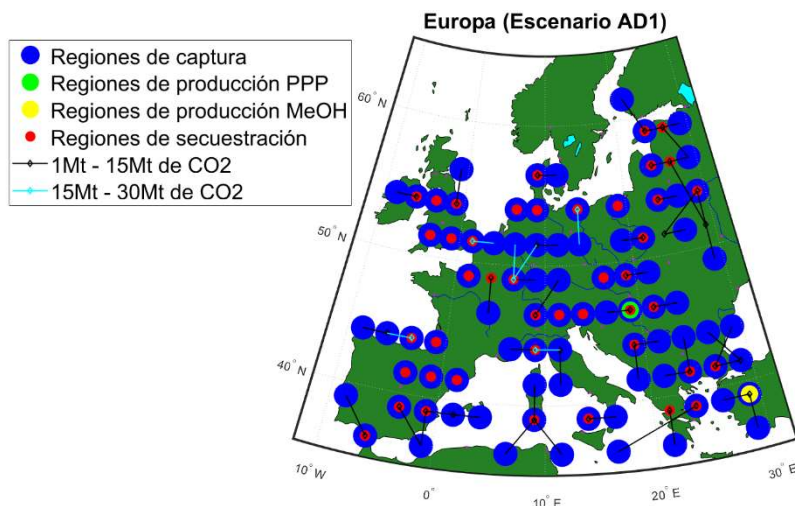 Europa (Escenario AD1)
Regiones de captura
Regiones de producción PPP
Regiones de producción MeOH
Regiones de secuestración
1Mt - 15Mt de CO2
15Mt - 30Mt de CO2
60° N
50° N
40° N
10° W
0°
10° E
20° E
30° E